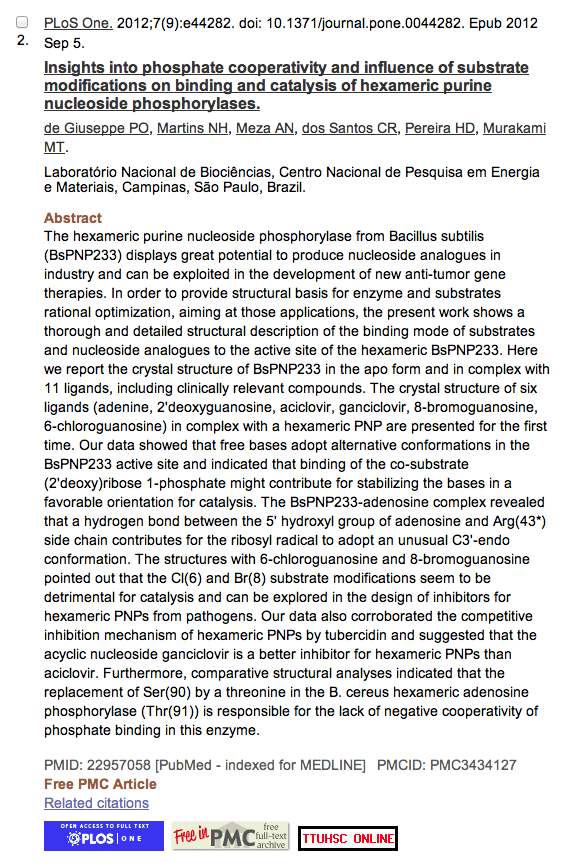 PLoS One. 2012;7(9):e44282. doi: 10.1371/journal.pone.0044282. Epub 2012
2. Sep 5.
Insights into phosphate cooperativity and influence of substrate
modifications on binding and catalysis of hexameric purine
nucleoside phosphorylases.
de Giuseppe PO, Martins NH, Meza AN, dos Santos CR, Pereira HD, Murakami
MT.
Laboratório Nacional de Biociências, Centro Nacional de Pesquisa em Energia
e Materiais, Campinas, São Paulo, Brazil.
Abstract
The hexameric purine nucleoside phosphorylase from Bacillus subtilis
(BsPNP233) displays great potential to produce nucleoside analogues in
industry and can be exploited in the development of new anti-tumor gene
therapies. In order to provide structural basis for enzyme and substrates
rational optimization, aiming at those applications, the present work shows a
thorough and detailed structural description of the binding mode of substrates
and nucleoside analogues to the active site of the hexameric BsPNP233. Here
we report the crystal structure of BsPNP233 in the apo form and in complex with
11 ligands, including clinically relevant compounds. The crystal structure of six
ligands (adenine, 2'deoxyguanosine, aciclovir, ganciclovir, 8-bromoguanosine,
6-chloroguanosine) in complex with a hexameric PNP are presented for the first
time. Our data showed that free bases adopt alternative conformations in the
BsPNP233 active site and indicated that binding of the co-substrate
(2'deoxy)ribose 1-phosphate might contribute for stabilizing the bases in a
favorable orientation for catalysis. The BsPNP233-adenosine complex revealed
that a hydrogen bond between the 5' hydroxyl group of adenosine and Arg(43*)
side chain contributes for the ribosyl radical to adopt an unusual C3'-endo
conformation. The structures with 6-chloroguanosine and 8-bromoguanosine
pointed out that the Cl(6) and Br(8) substrate modifications seem to be
detrimental for catalysis and can be explored in the design of inhibitors for
hexameric PNPs from pathogens. Our data also corroborated the competitive
inhibition mechanism of hexameric PNPs by tubercidin and suggested that the
acyclic nucleoside ganciclovir is a better inhibitor for hexameric PNPs than
aciclovir. Furthermore, comparative structural analyses indicated that the
replacement of Ser(90) by a threonine in the B. cereus hexameric adenosine
phosphorylase (Thr(91)) is responsible for the lack of negative cooperativity of
phosphate binding in this enzyme.
PMID: 22957058 [PubMed - indexed for MEDLINE] PMCID: PMC3434127
Free PMC Article
Related citations
OPEN ACCESS TO FULL TEXT
PLOS ONE
Free in PMC
free
full-text
archive
TTUHSC ONLINE